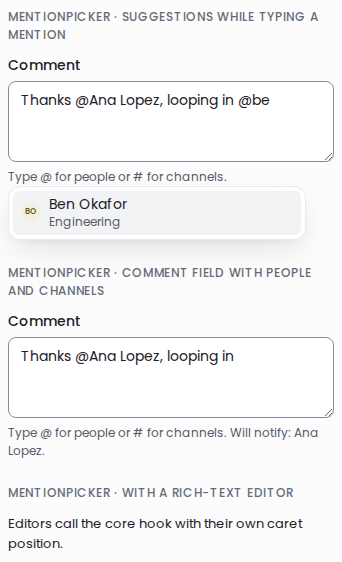 MENTIONPICKER · SUGGESTIONS WHILE TYPING A
MENTION
Comment
Thanks @Ana Lopez, looping in @be
Type @ for people or # for channels.
BO
Ben Okafor
Engineering
MENTIONPICKER · COMMENT FIELD WITH PEOPLE
AND CHANNELS
Comment
Thanks @Ana Lopez, looping in
Type @ for people or # for channels. Will notify: Ana
Lopez.
MENTIONPICKER · WITH A RICH-TEXT EDITOR
Editors call the core hook with their own caret
position.